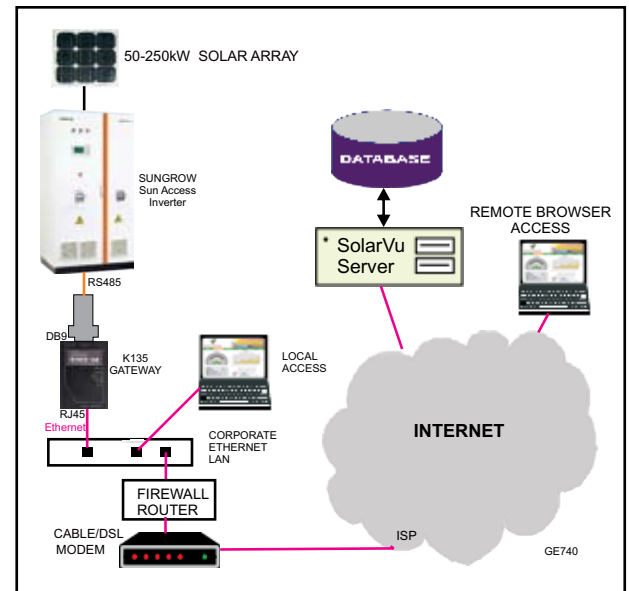 50-250kW SOLAR ARRAY
SUNGROW
Sun Access
Inverter
RS485
DB9
K135
GATEWAY
RJ45
Ethernet
LOCAL
ACCESS
CORPORATE
ETHERNET
LAN
FIREWALL
ROUTER
CABLE/DSL
MODEM
DATABASE
* SolarVu
Server
REMOTE BROWSER
ACCESS
INTERNET
ISP
GE740